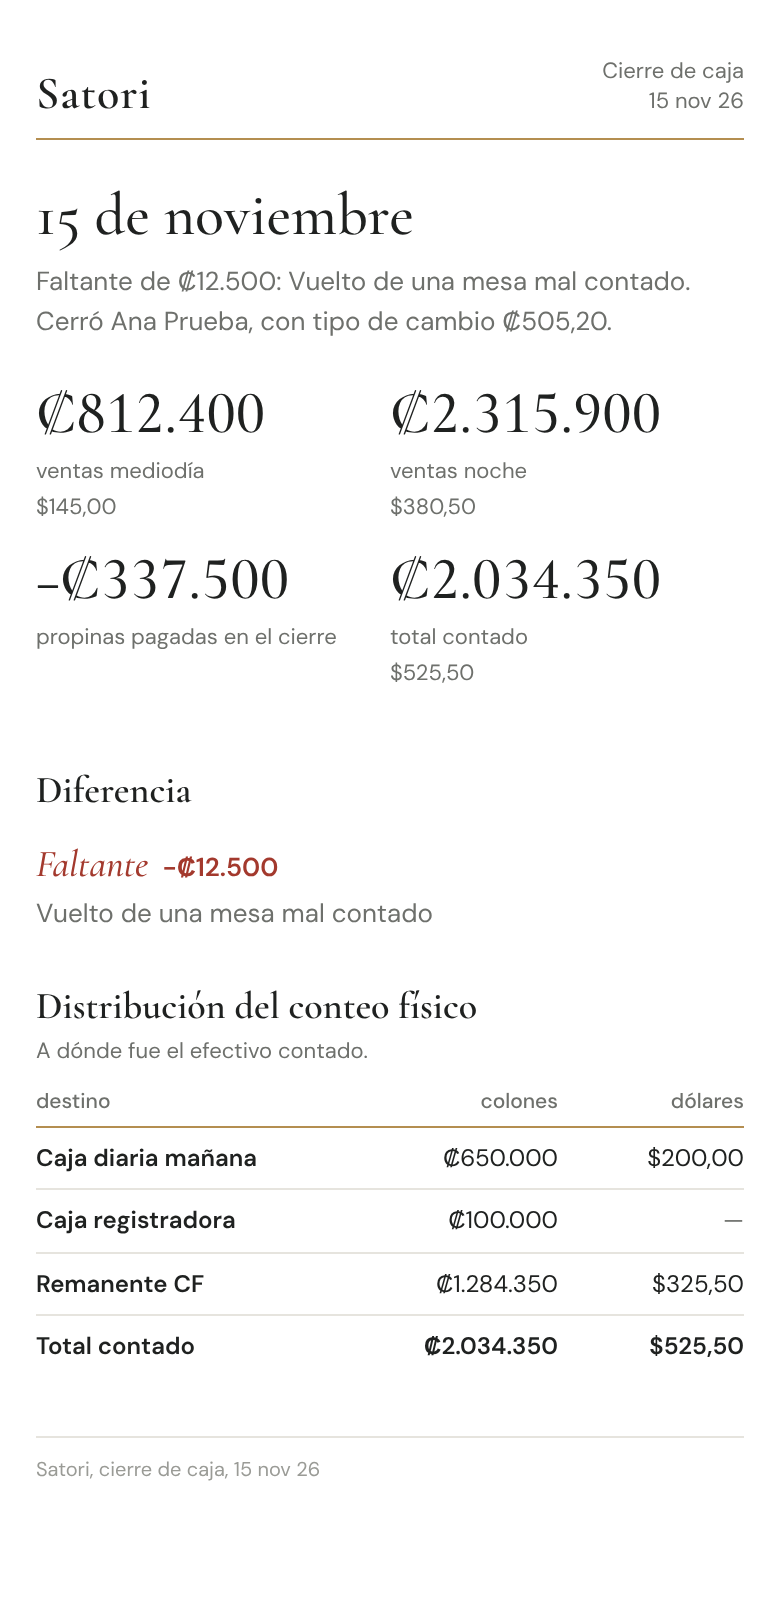 Satori
Cierre de caja
15 nov 26
15 de noviembre
Faltante de ₡12.500: Vuelto de una mesa mal contado.
Cerró Ana Prueba, con tipo de cambio ₡505,20.
₡812.400 ₡2.315.900
ventas mediodía ventas noche
$145,00 $380,50
–₡337.500 ₡2.034.350
propinas pagadas en el cierre total contado
$525,50
Diferencia
Faltante –₡12.500
Vuelto de una mesa mal contado
Distribución del conteo físico
A dónde fue el efectivo contado.
destino colones dólares
Caja diaria mañana ₡650.000 $200,00
Caja registradora ₡100.000 —
Remanente CF ₡1.284.350 $325,50
Total contado ₡2.034.350 $525,50
Satori, cierre de caja, 15 nov 26